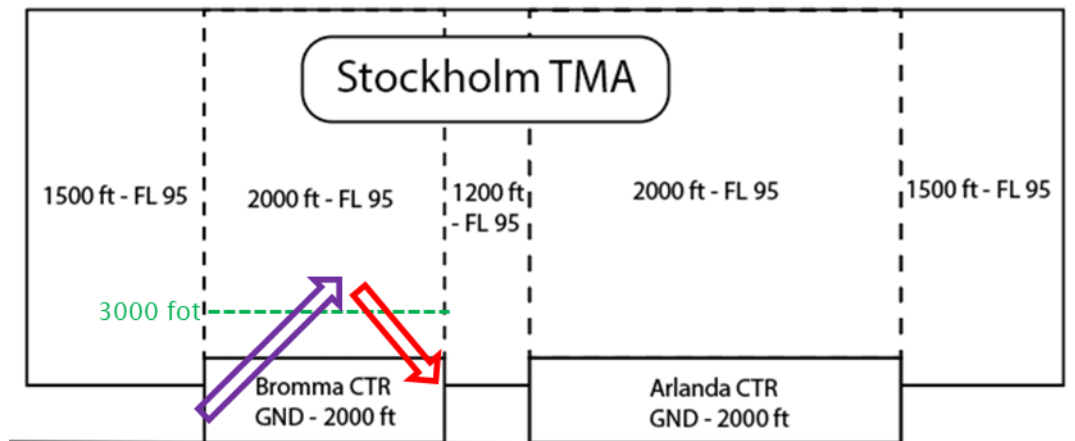 Stockholm TMA
1500 ft - FL 95
2000 ft - FL 95
1200 ft
- FL 95
2000 ft - FL 95
1500 ft - FL 95
3000 fot
Bromma CTR
GND - 2000 ft
Arlanda CTR
GND - 2000 ft